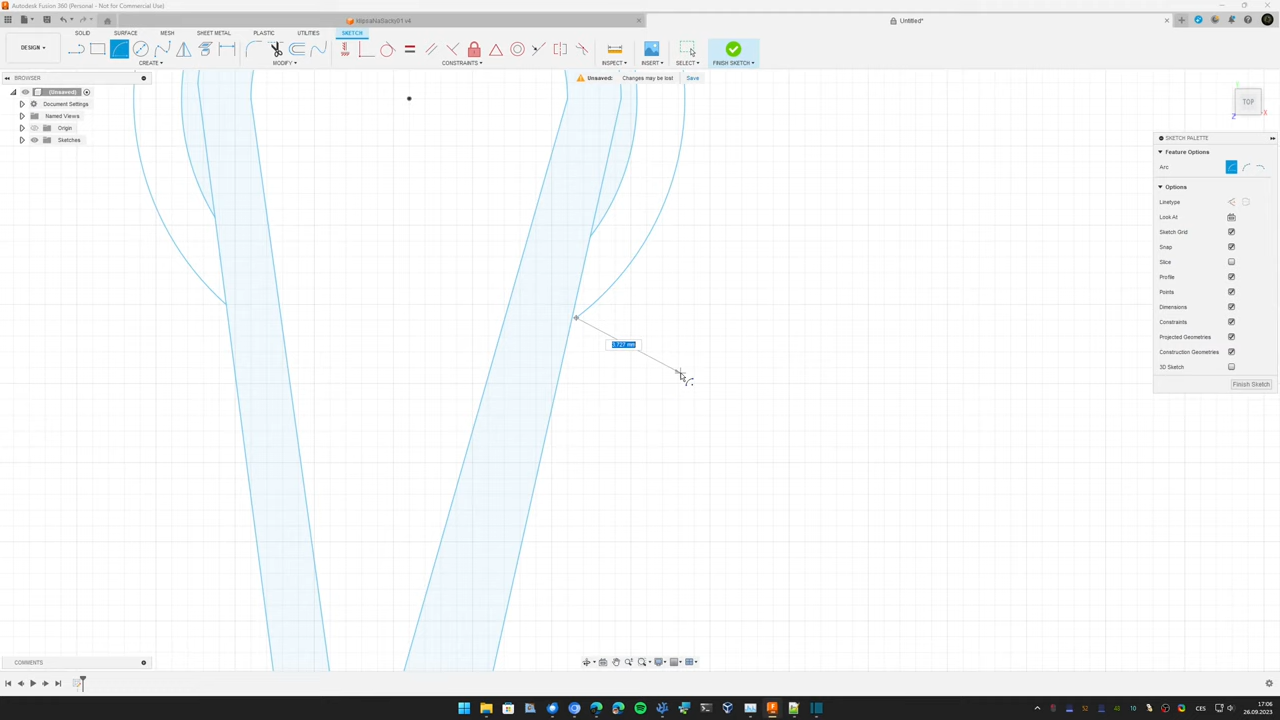 Autodesk Fusion 360 (Personal - Not for Commercial Use)
Untitled*
DESIGN
SOLID SURFACE MESH SHEET METAL PLASTIC UTILITIES SKETCH
CREATE MODIFY CONSTRAINTS INSPECT INSERT SELECT FINISH SKETCH
BROWSER
Unsaved: Changes may be lost Save
(Unsaved)
Document Settings
Named Views
Origin
Sketches
TOP
X
Z
SKETCH PALETTE
Feature Options
Arc
Options
Linetype
Look At
Sketch Grid
Snap
Slice
Profile
Points
Dimensions
Constraints
Projected Geometries
Construction Geometries
3D Sketch
Finish Sketch
COMMENTS
CES
17:06
26.09.2023